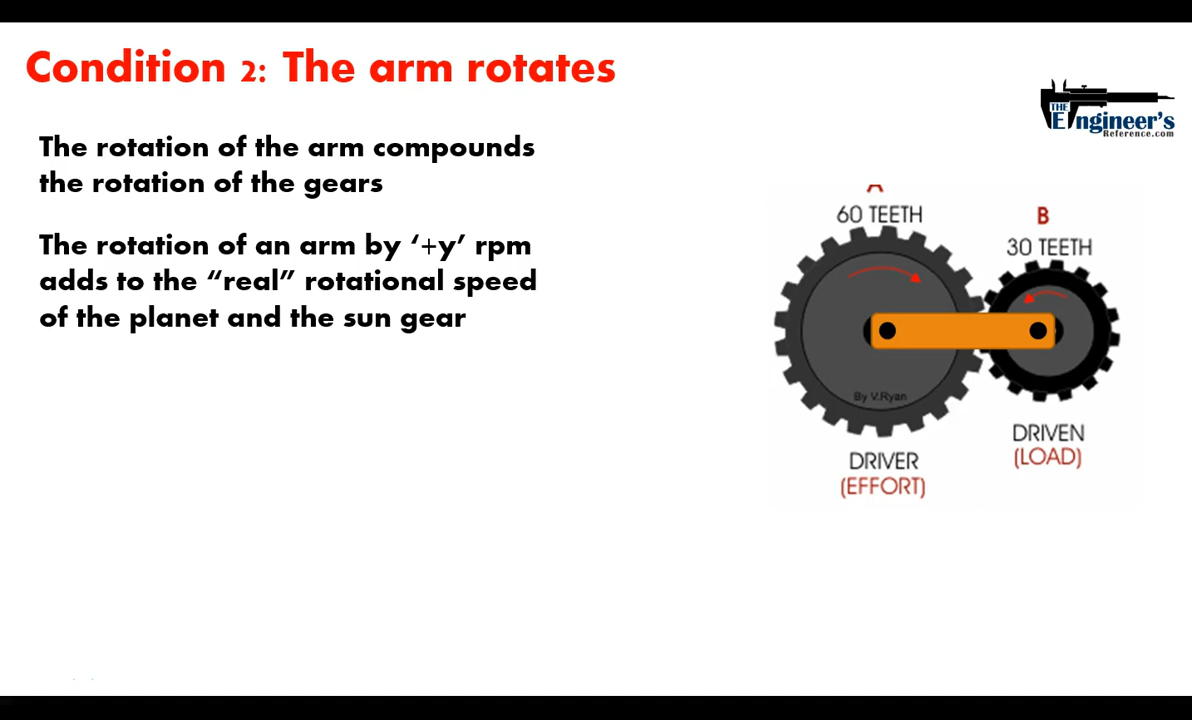 Condition 2: The arm rotates
The rotation of the arm compounds
the rotation of the gears
The rotation of an arm by ‘+y’ rpm
adds to the “real” rotational speed
of the planet and the sun gear
THE
Engineer's
Reference.com
A
60 TEETH
B
30 TEETH
By V.Ryan
DRIVER
(EFFORT)
DRIVEN
(LOAD)